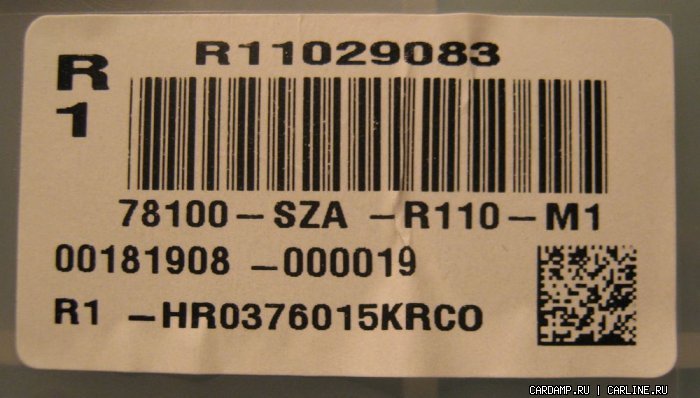 R11029083
R
1
78100-SZA -R110-M1
00181908 -000019
R1 -HR0376015KRCO
CARDAMP.RU | CARLINE.RU